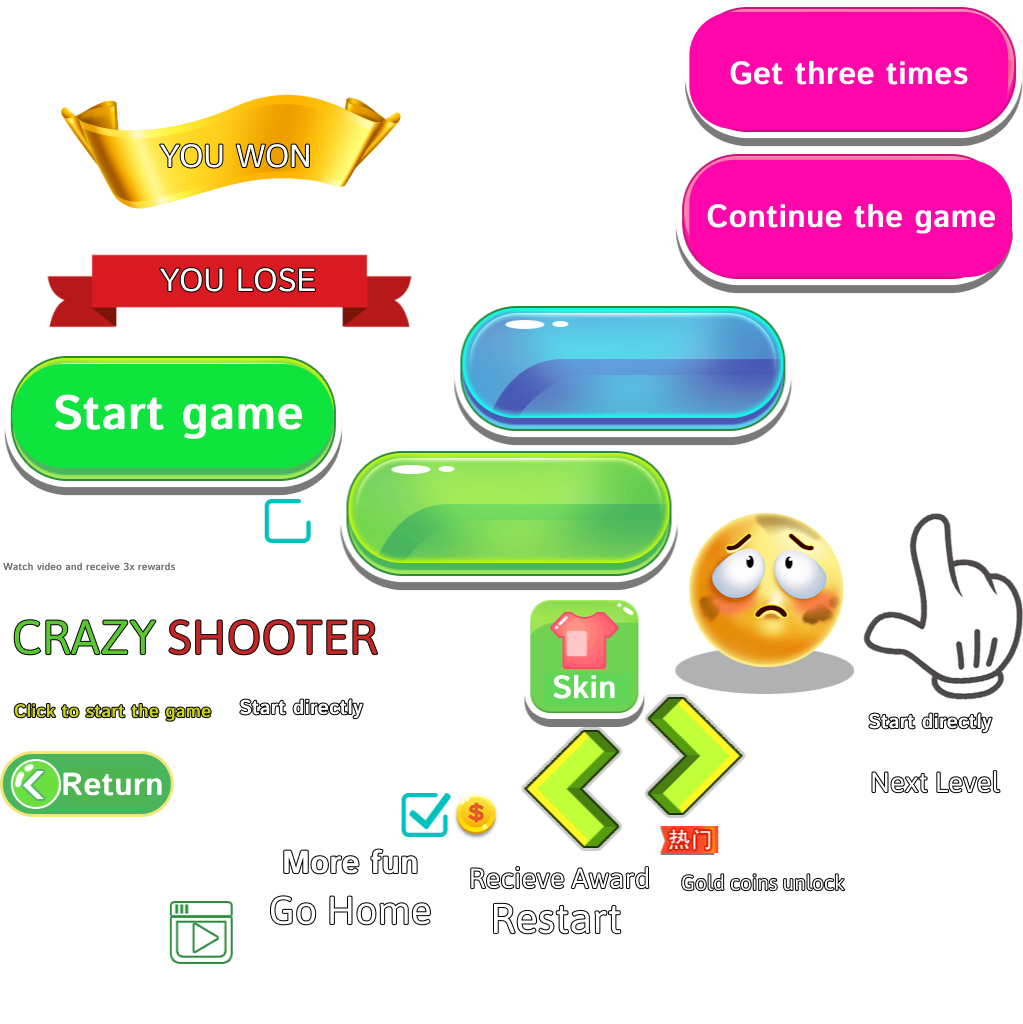 Get three times
YOU WON
Continue the game
YOU LOSE
Start game
Watch video and receive 3x rewards
CRAZY SHOOTER
Skin
Click to start the game
Start directly
Start directly
Return
Next Level
$
热门
More fun
Recieve Award
Gold coins unlock
Go Home
Restart